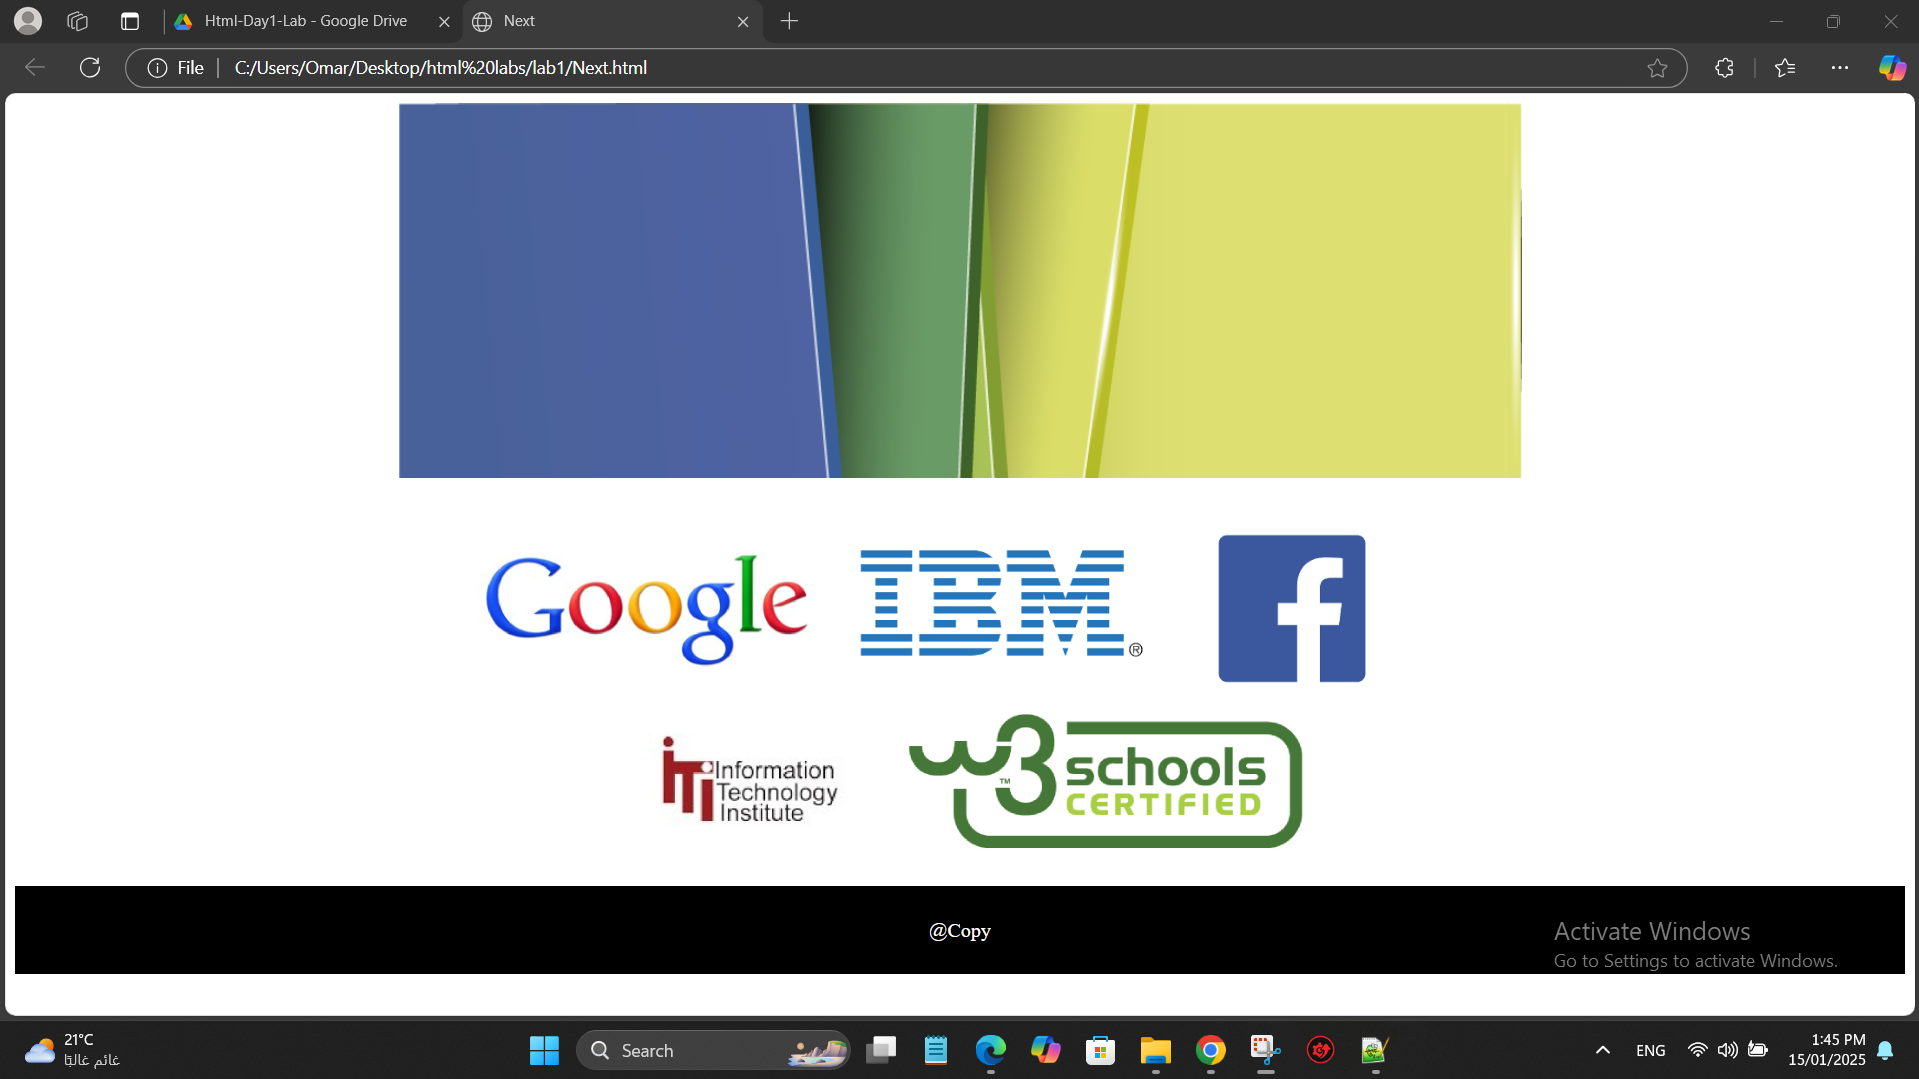 Html-Day1-Lab - Google Drive
Next
File
C:/Users/Omar/Desktop/html%20labs/lab1/Next.html
Google
IBM®
f
iTi Information
Technology
Institute
w3schools™
CERTIFIED
@Copy
Activate Windows
Go to Settings to activate Windows.
21°C
غائم غالبًا
Search
ENG
1:45 PM
15/01/2025